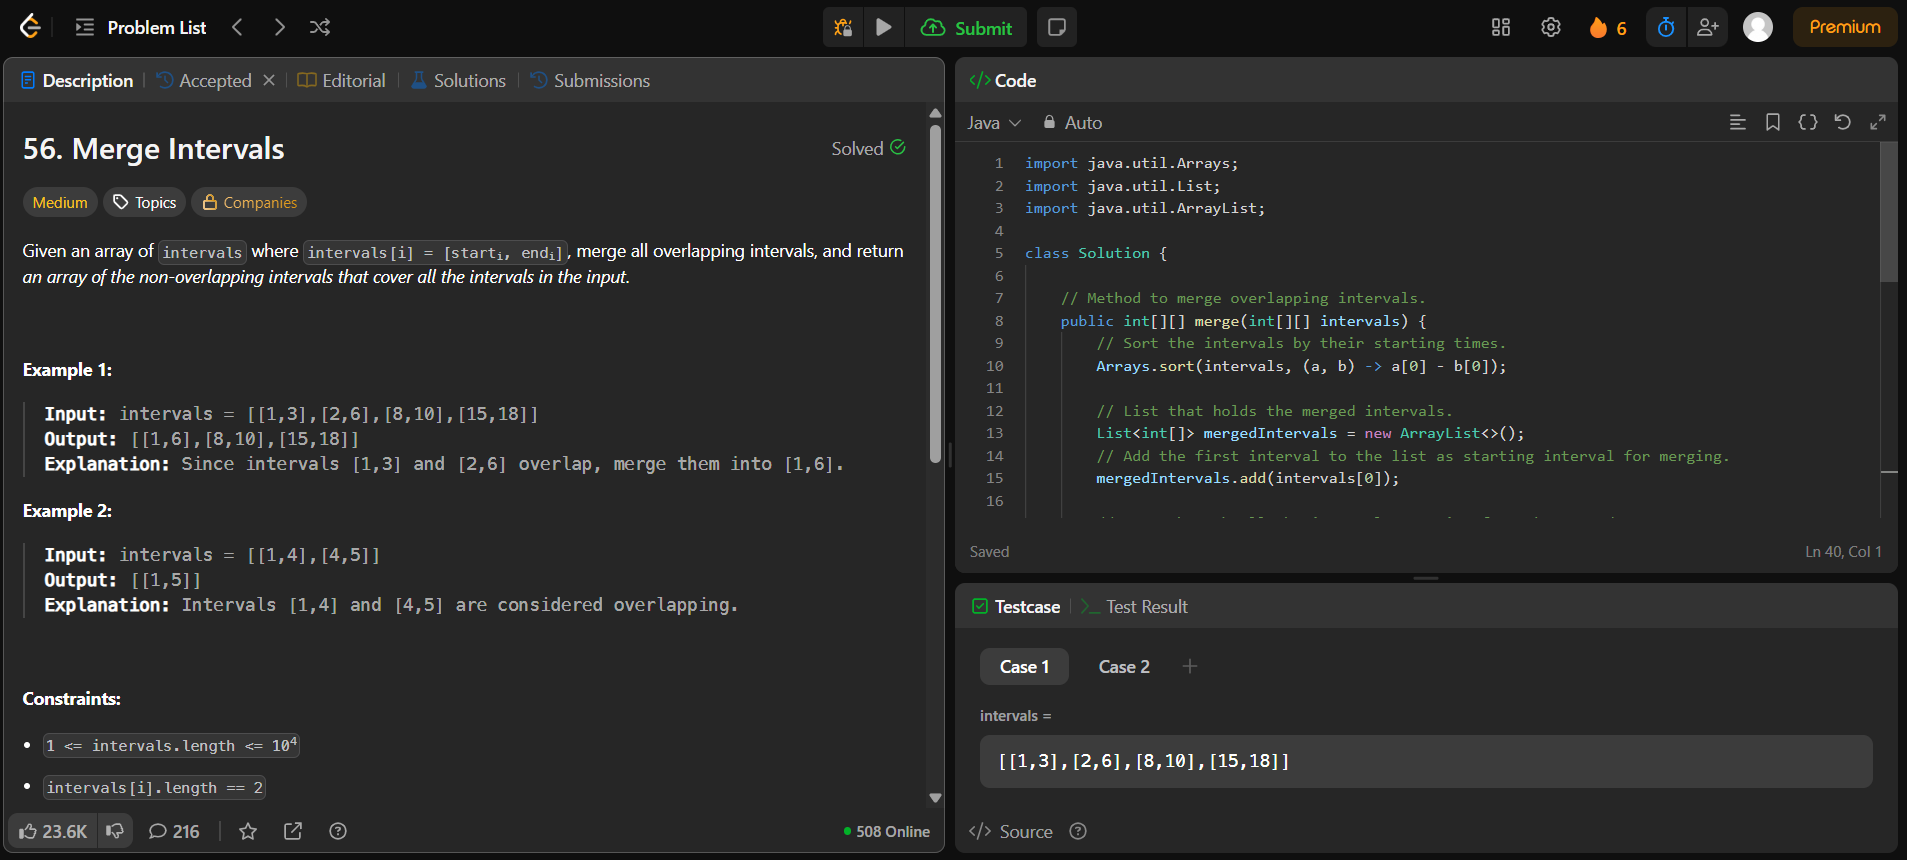 Problem List
Submit
6
Premium
Description
Accepted
Editorial
Solutions
Submissions
56. Merge Intervals
Solved
Medium
Topics
Companies
Given an array of intervals where intervals[i] = [starti, endi], merge all overlapping intervals, and return
an array of the non-overlapping intervals that cover all the intervals in the input.
Example 1:
Input: intervals = [[1,3],[2,6],[8,10],[15,18]]
Output: [[1,6],[8,10],[15,18]]
Explanation: Since intervals [1,3] and [2,6] overlap, merge them into [1,6].
Example 2:
Input: intervals = [[1,4],[4,5]]
Output: [[1,5]]
Explanation: Intervals [1,4] and [4,5] are considered overlapping.
Constraints:
• 1 <= intervals.length <= 10⁴
• intervals[i].length == 2
23.6K
216
508 Online
</> Code
Java
Auto
1 import java.util.Arrays;
2 import java.util.List;
3 import java.util.ArrayList;
4
5 class Solution {
6
7 // Method to merge overlapping intervals.
8 public int[][] merge(int[][] intervals) {
9 // Sort the intervals by their starting times.
10 Arrays.sort(intervals, (a, b) -> a[0] - b[0]);
11
12 // List that holds the merged intervals.
13 List<int[]> mergedIntervals = new ArrayList<>();
14 // Add the first interval to the list as starting interval for merging.
15 mergedIntervals.add(intervals[0]);
16
Saved
Ln 40, Col 1
Testcase
Test Result
Case 1
Case 2
intervals =
[[1,3],[2,6],[8,10],[15,18]]
</> Source